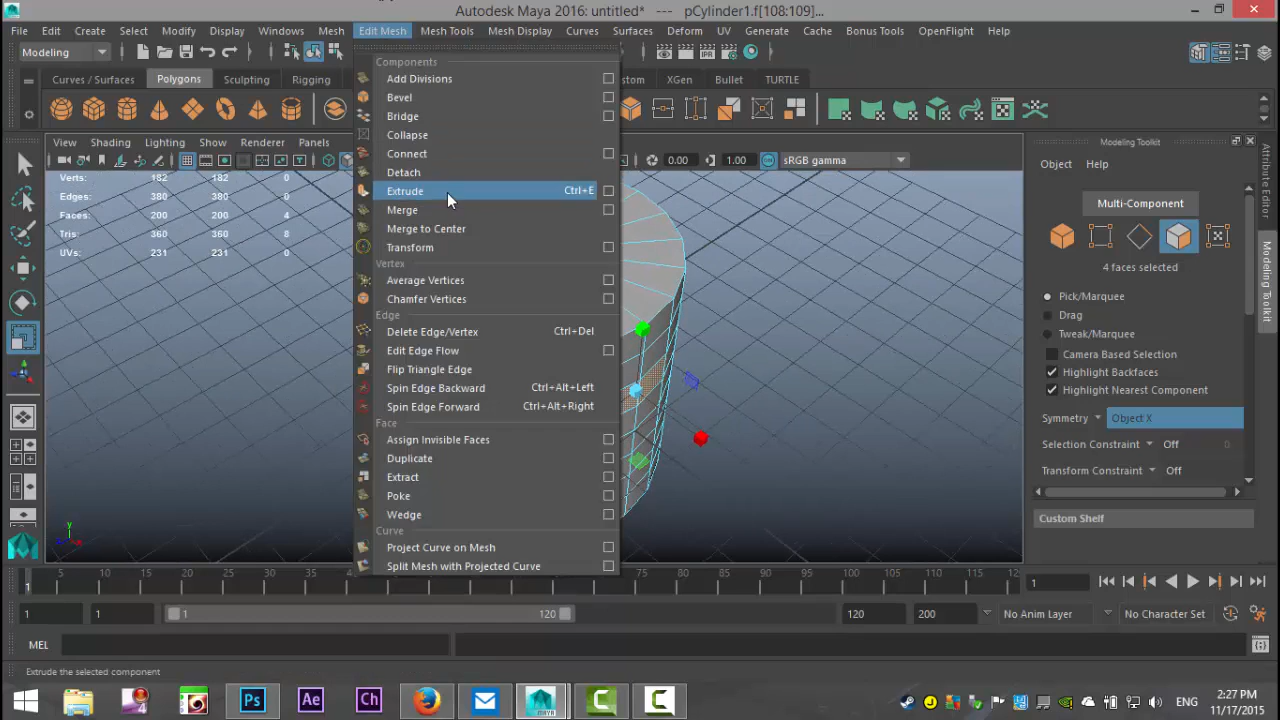 Autodesk Maya 2016: untitled* --- pCylinder1.f[108:109]...
File Edit Create Select Modify Display Windows Mesh Edit Mesh Mesh Tools Mesh Display Curves Surfaces Deform UV Generate Cache Bonus Tools OpenFlight Help
Modeling
Curves / Surfaces Polygons Sculpting Rigging stom XGen Bullet TURTLE
View Shading Lighting Show Renderer Panels
0.00 1.00 sRGB gamma
Verts: 182 182 0
Edges: 380 380 0
Faces: 200 200 4
Tris: 360 360 8
UVs: 231 231 0
Components
Add Divisions
Bevel
Bridge
Collapse
Connect
Detach
Extrude Ctrl+E
Merge
Merge to Center
Transform
Vertex
Average Vertices
Chamfer Vertices
Edge
Delete Edge/Vertex Ctrl+Del
Edit Edge Flow
Flip Triangle Edge
Spin Edge Backward Ctrl+Alt+Left
Spin Edge Forward Ctrl+Alt+Right
Face
Assign Invisible Faces
Duplicate
Extract
Poke
Wedge
Curve
Project Curve on Mesh
Split Mesh with Projected Curve
Modeling Toolkit
Object Help
Multi-Component
4 faces selected
Pick/Marquee
Drag
Tweak/Marquee
Camera Based Selection
Highlight Backfaces
Highlight Nearest Component
Symmetry Object X
Selection Constraint Off
Transform Constraint Off
Custom Shelf
Attribute Editor
Modeling Toolkit
y
1 5 10 15 20 25 30 35 75 80 85 90 95 100 105 110 115 12 1
1 1 1 120 120 200 No Anim Layer No Character Set
MEL
Extrude the selected component
Ps Ae Ch MAYA C C ENG 2:27 PM
11/17/2015